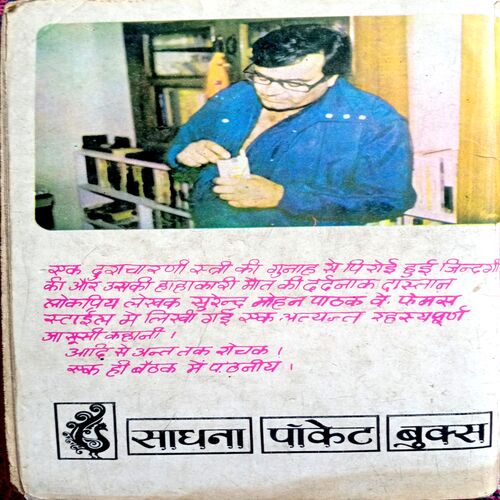 एक दुराचारणी स्त्री की गुनाह से पिरोई हुई जिन्दगी
की और उसकी हाहाकारी मौत की दर्दनाक दास्तान
लोकप्रिय लेखक सुरेन्द्र मोहन पाठक के फेमस
स्टाईल में लिखी गई एक अत्यन्त रहस्यपूर्ण
जासूसी कहानी ।
आदि से अन्त तक रोचक ।
एक ही बैठक में पठनीय ।
साधना पॉकेट बुक्स